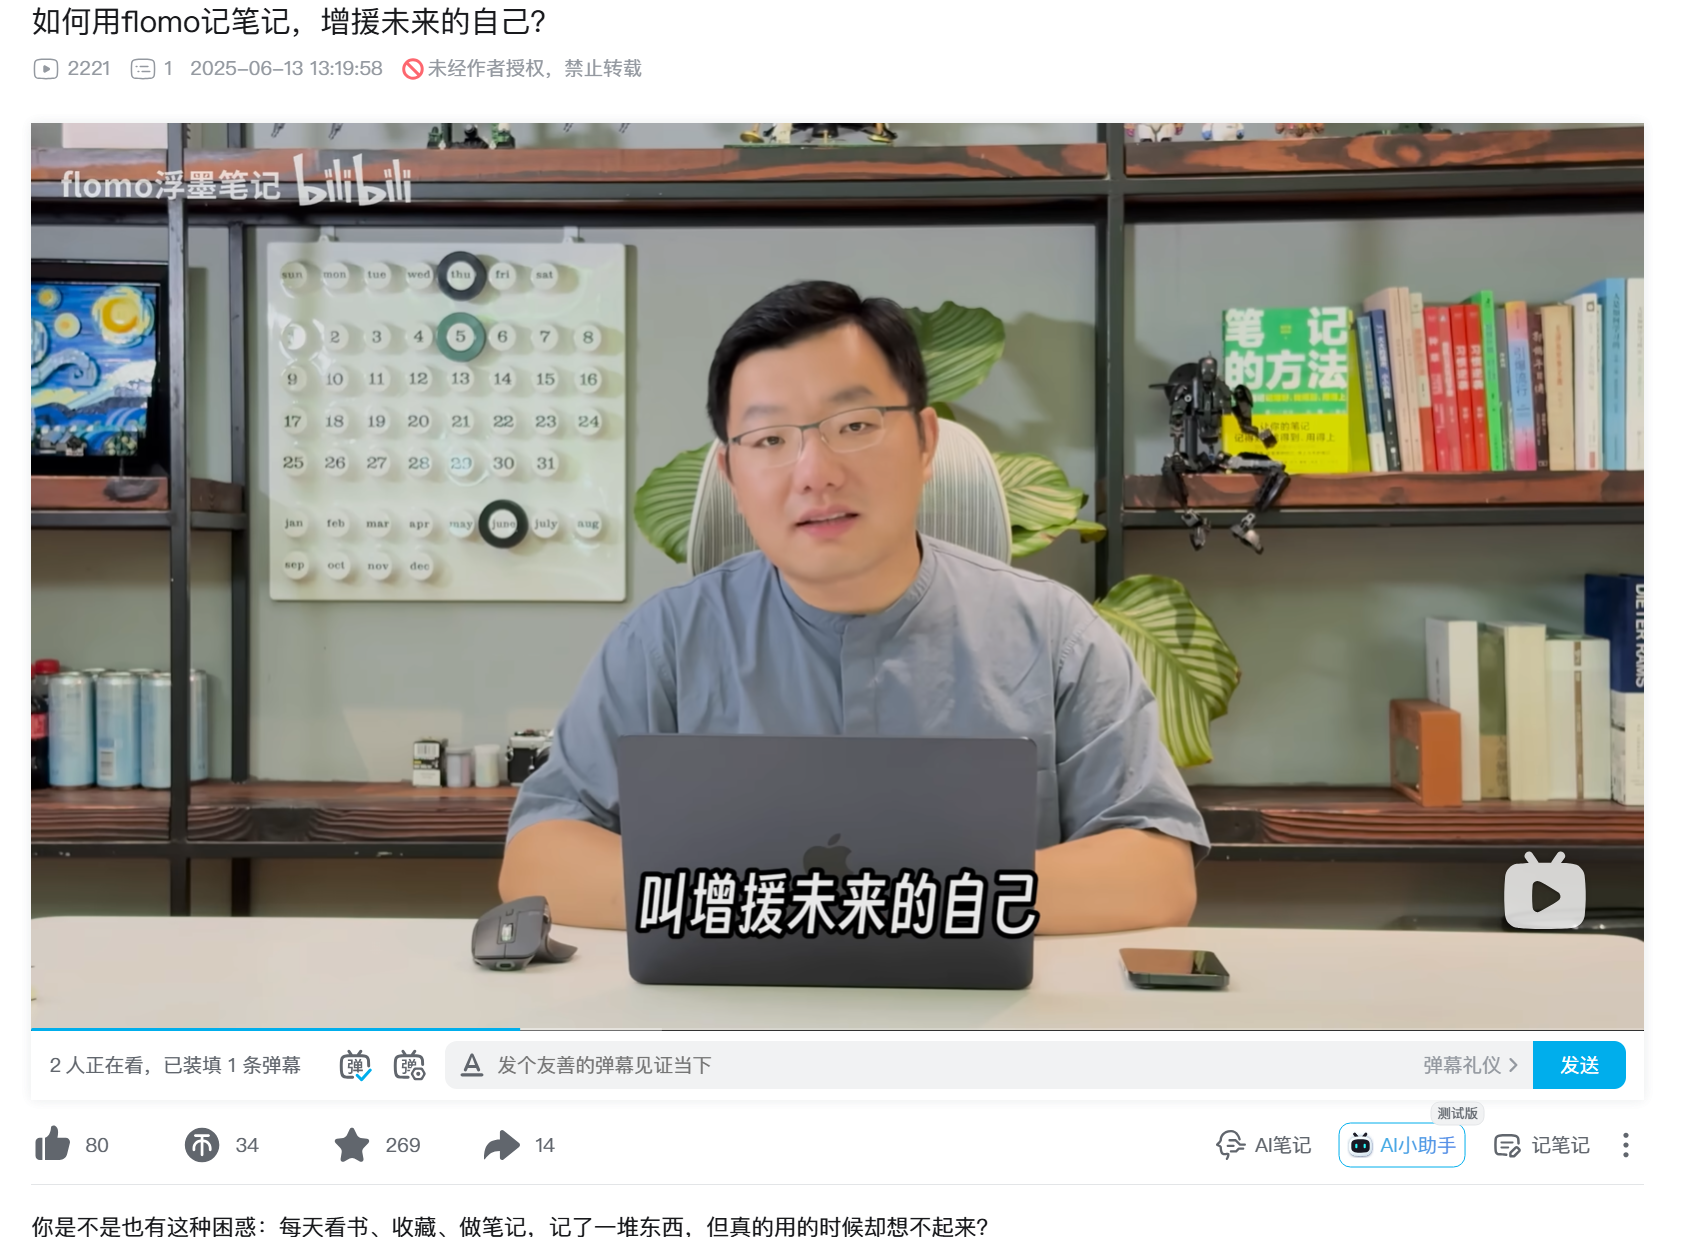 如何用flomo记笔记，增援未来的自己？
2221 1 2025-06-13 13:19:58 未经作者授权，禁止转载
flomo浮墨笔记 bilibili
sun mon tue wed thu fri sat
2 3 4 5 6 7 8
9 10 11 12 13 14 15 16
17 18 19 20 21 22 23 24
25 26 27 28 29 30 31
jan feb mar apr may june july aug
sep oct nov dec
笔记
的方法
让你的笔记
DIETER RAMS
叫增援未来的自己
2 人正在看，已装填 1 条弹幕 弹 弹 A 发个友善的弹幕见证当下 弹幕礼仪 > 发送
测试版
80 34 269 14 AI笔记 AI小助手 记笔记
你是不是也有这种困惑：每天看书、收藏、做笔记，记了一堆东西，但真的用的时候却想不起来？